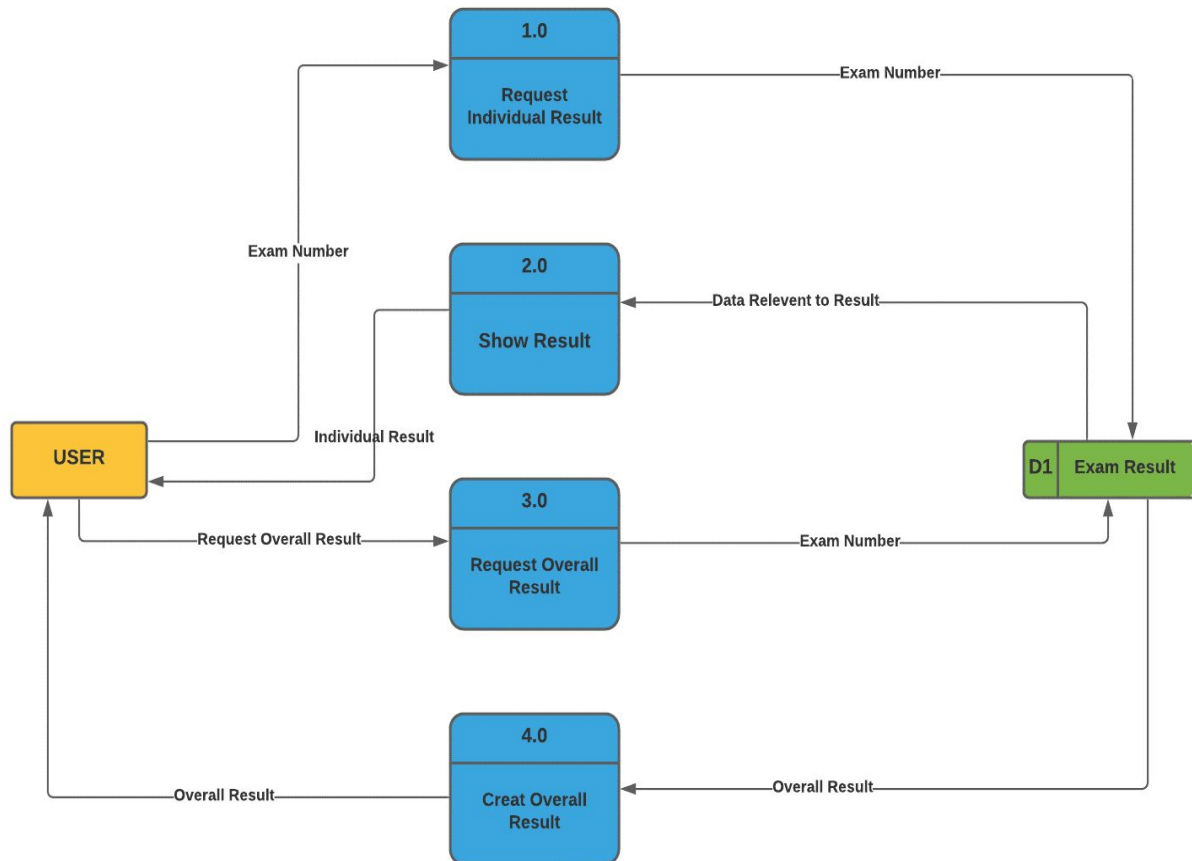 1.0
Request
Individual Result
Exam Number
Exam Number
2.0
Show Result
Data Relevent to Result
Individual Result
USER
D1
Exam Result
3.0
Request Overall
Result
Request Overall Result
Exam Number
4.0
Creat Overall
Result
Overall Result
Overall Result